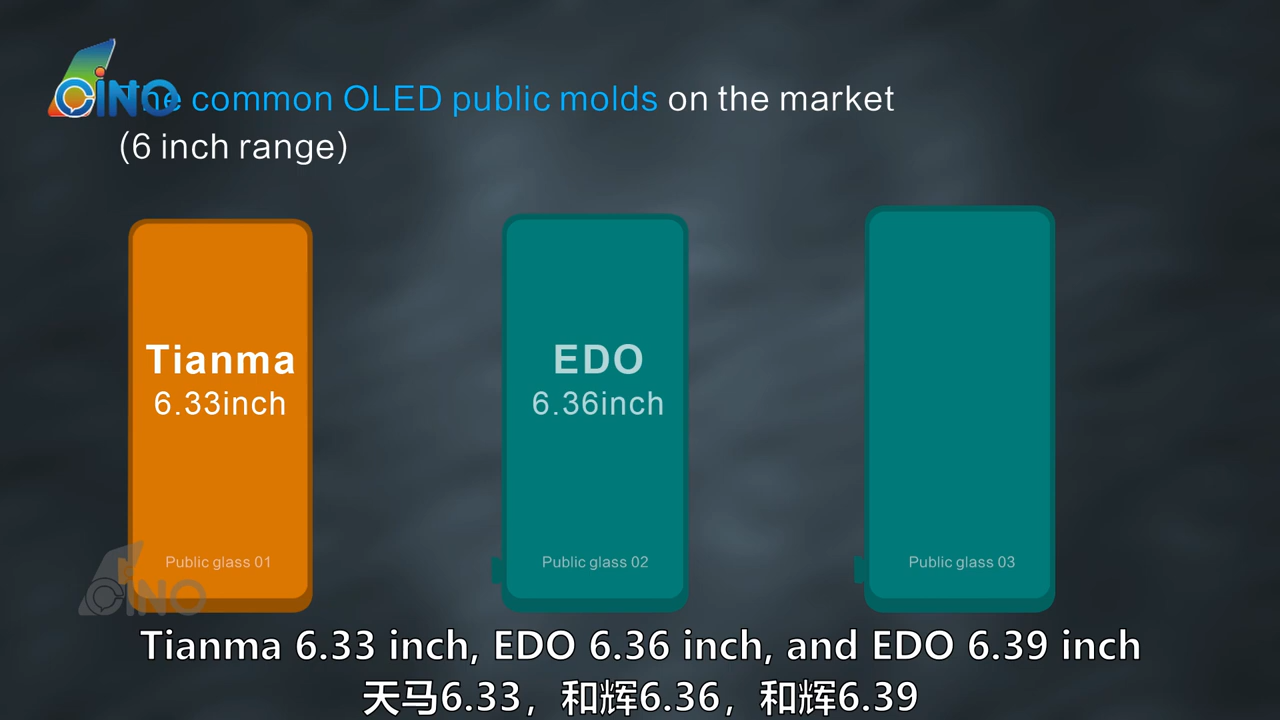 CINO
The common OLED public molds on the market
(6 inch range)
Tianma
6.33inch
Public glass 01
EDO
6.36inch
Public glass 02
Public glass 03
CINO
Tianma 6.33 inch, EDO 6.36 inch, and EDO 6.39 inch
天马6.33，和辉6.36，和辉6.39